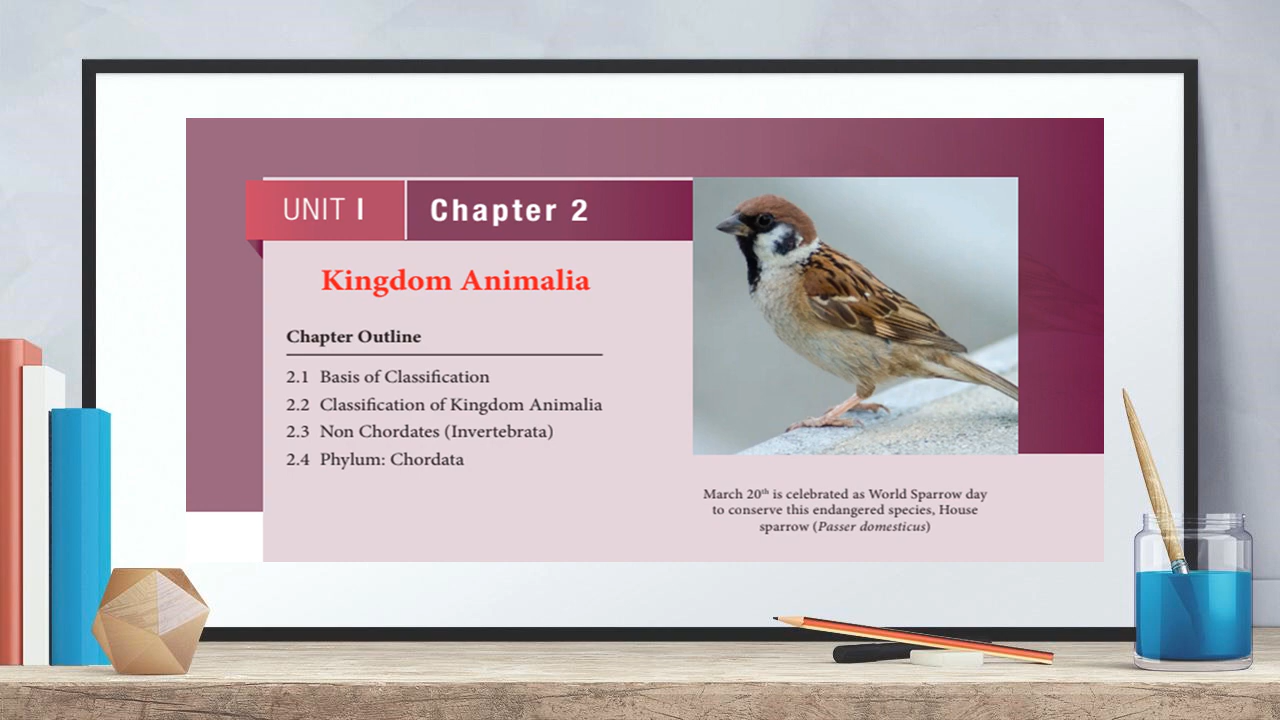 UNIT I
Chapter 2
Kingdom Animalia
Chapter Outline
2.1 Basis of Classification
2.2 Classification of Kingdom Animalia
2.3 Non Chordates (Invertebrata)
2.4 Phylum: Chordata
March 20th is celebrated as World Sparrow day
to conserve this endangered species, House
sparrow (Passer domesticus)